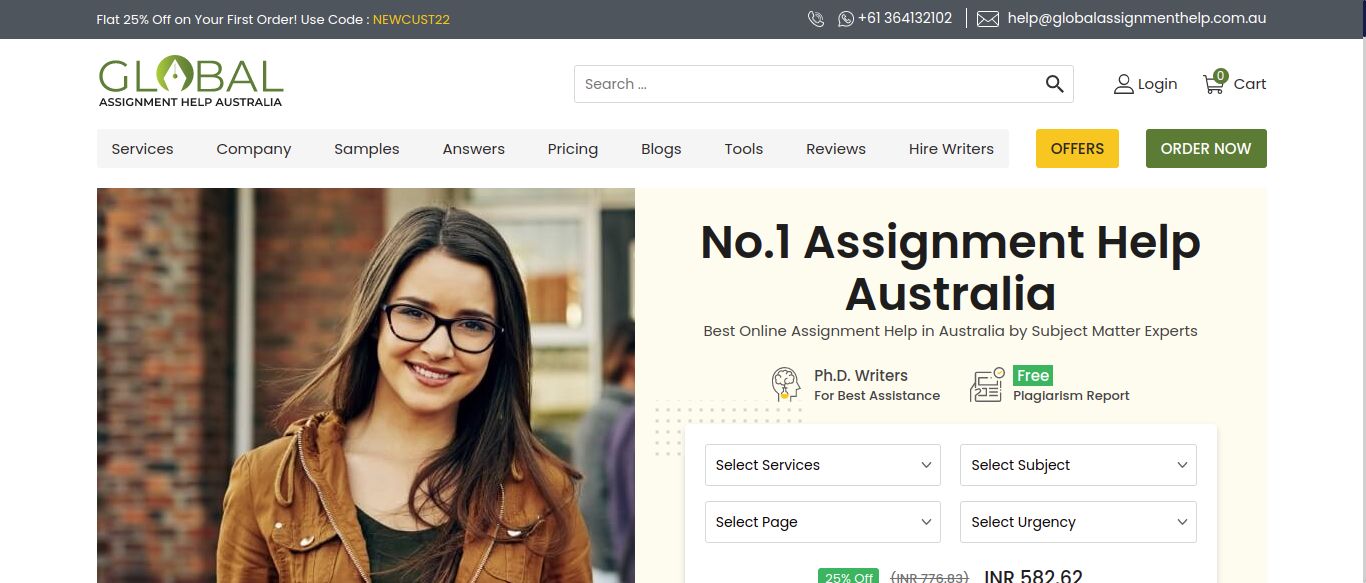 Flat 25% Off on Your First Order! Use Code : NEWCUST22
+61 364132102
help@globalassignmenthelp.com.au
GLOBAL
ASSIGNMENT HELP AUSTRALIA
Search ...
Login
0
Cart
Services
Company
Samples
Answers
Pricing
Blogs
Tools
Reviews
Hire Writers
OFFERS
ORDER NOW
No.1 Assignment Help
Australia
Best Online Assignment Help in Australia by Subject Matter Experts
Ph.D. Writers
For Best Assistance
Free
Plagiarism Report
Select Services
Select Subject
Select Page
Select Urgency
25% Off
(INR 776.83)
INR 582.62